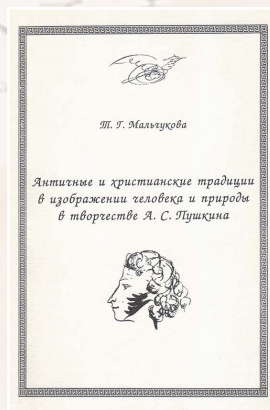 Т. Г. Мальчукова
Античные и христианские традиции
в изображении человека и природы
в творчестве А. С. Пушкина